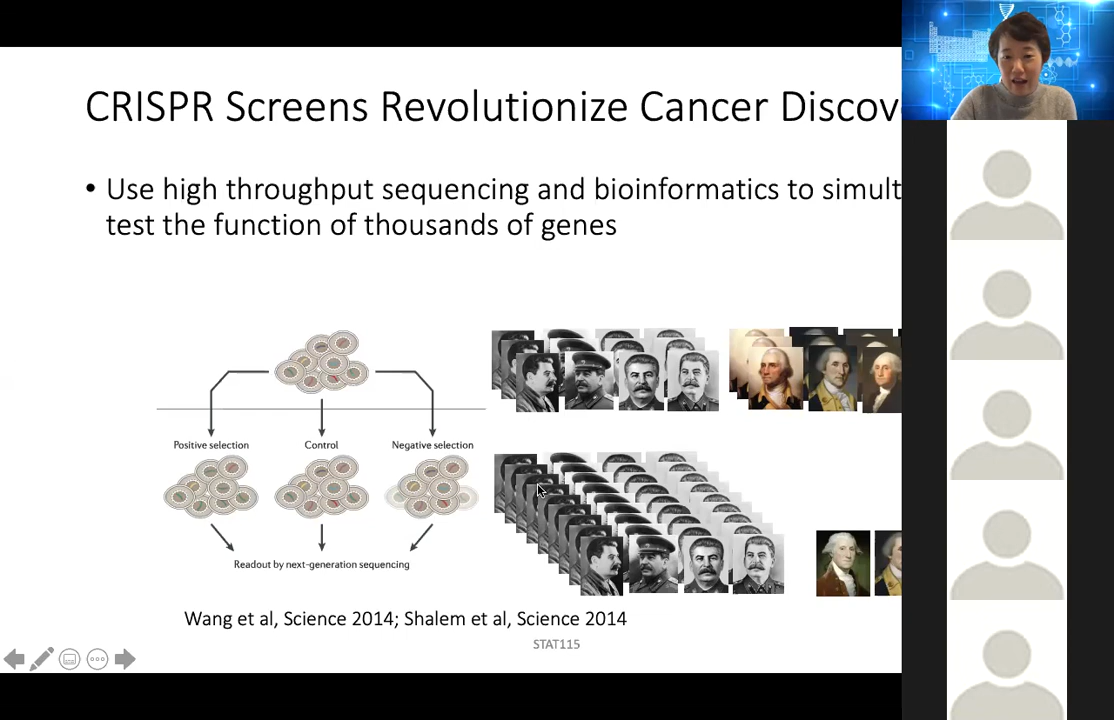 CRISPR Screens Revolutionize Cancer Discov
• Use high throughput sequencing and bioinformatics to simult
test the function of thousands of genes
Positive selection
Control
Negative selection
Readout by next-generation sequencing
Wang et al, Science 2014; Shalem et al, Science 2014
STAT115